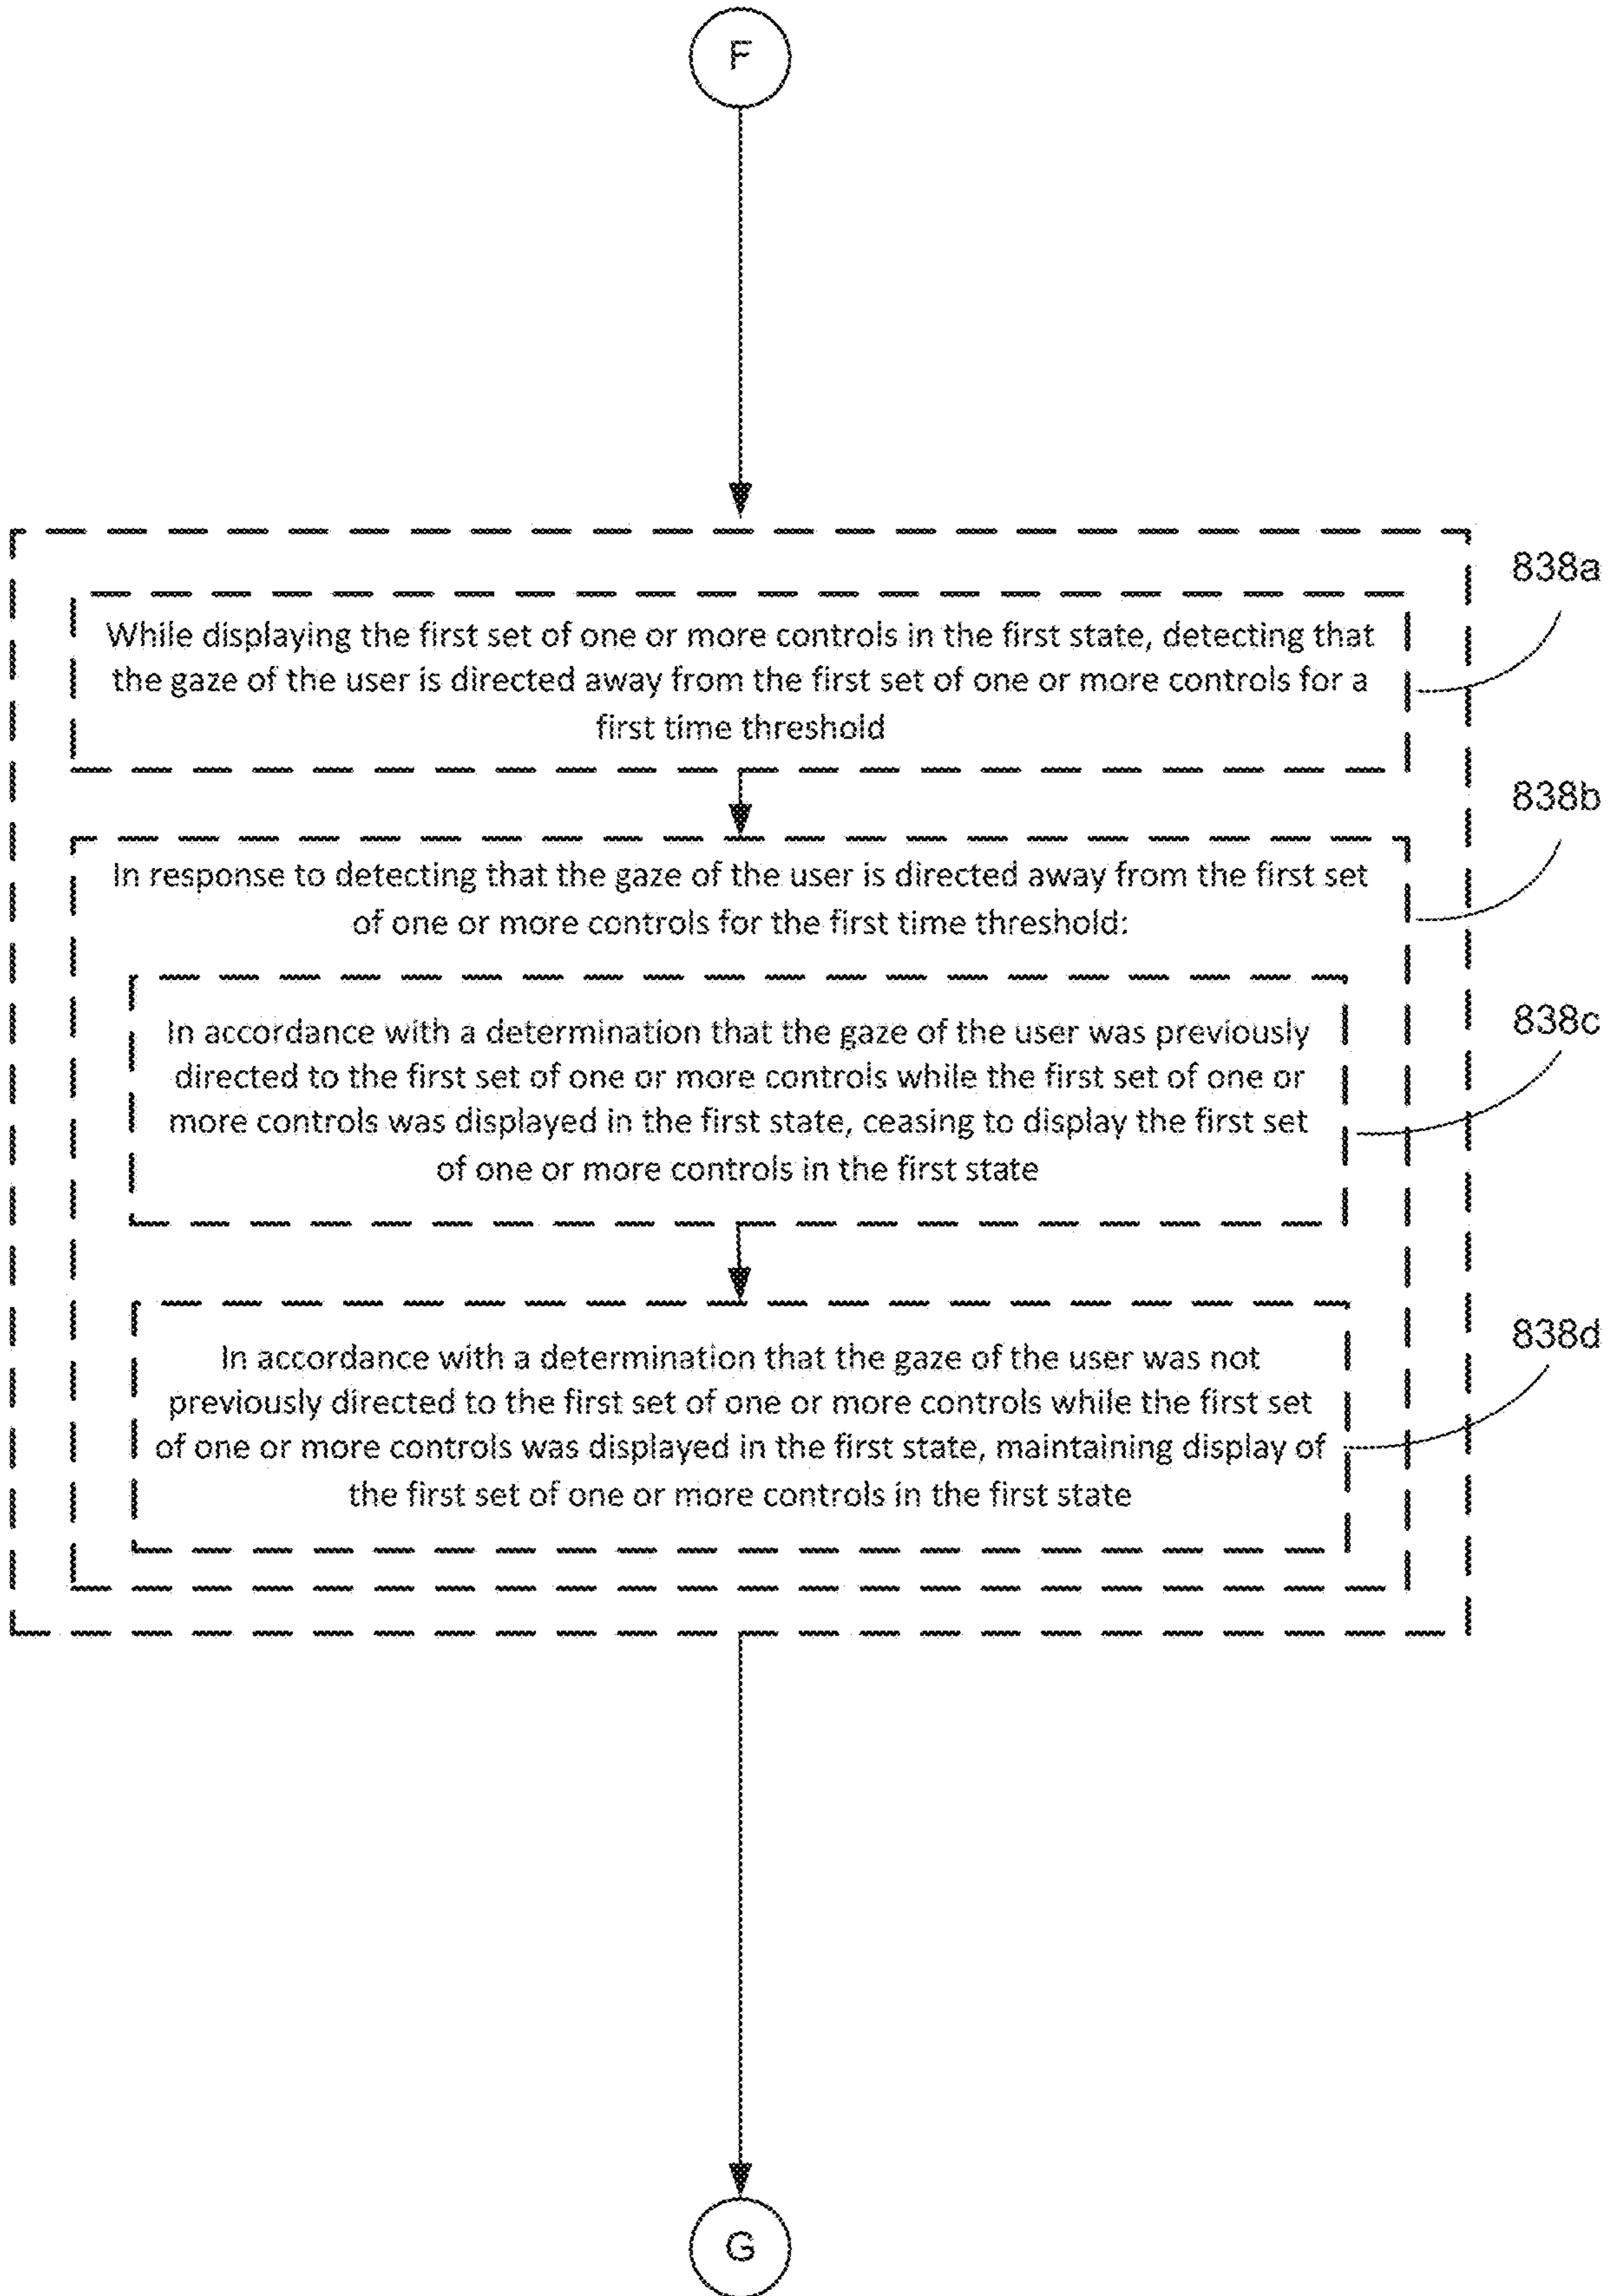 F
838a
While displaying the first set of one or more controls in the first state, detecting that
the gaze of the user is directed away from the first set of one or more controls for a
first time threshold
838b
In response to detecting that the gaze of the user is directed away from the first set
of one or more controls for the first time threshold:
838c
In accordance with a determination that the gaze of the user was previously
directed to the first set of one or more controls while the first set of one or
more controls was displayed in the first state, ceasing to display the first set
of one or more controls in the first state
838d
In accordance with a determination that the gaze of the user was not
previously directed to the first set of one or more controls while the first set
of one or more controls was displayed in the first state, maintaining display of
the first set of one or more controls in the first state
G